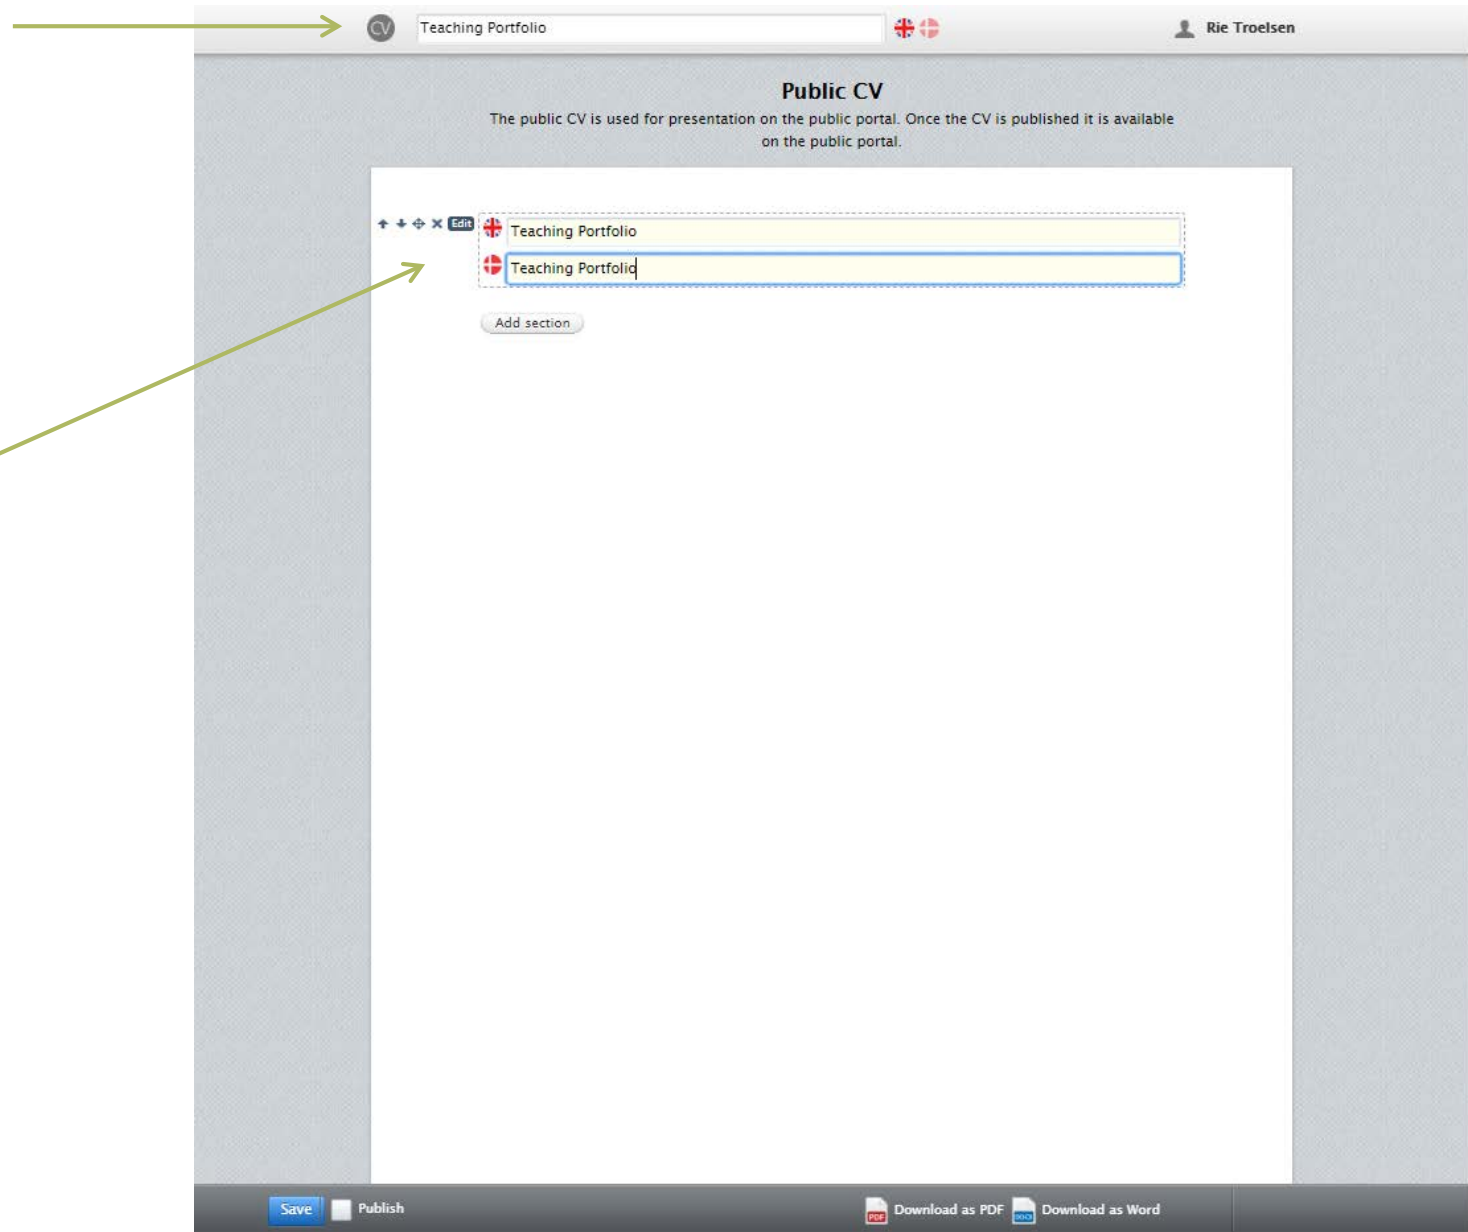 CV Teaching Portfolio Rie Troelsen
Public CV
The public CV is used for presentation on the public portal. Once the CV is published it is available
on the public portal.
Edit Teaching Portfolio
Teaching Portfolio
Add section
Save Publish PDF Download as PDF DOCX Download as Word